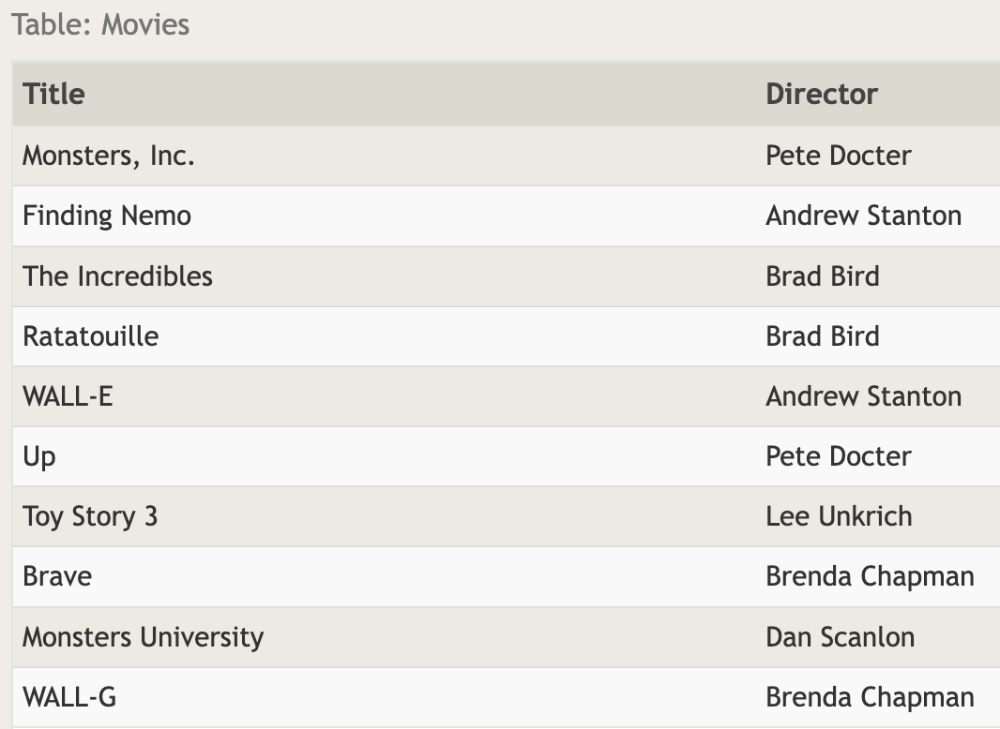 Table: Movies
Title Director
Monsters, Inc. Pete Docter
Finding Nemo Andrew Stanton
The Incredibles Brad Bird
Ratatouille Brad Bird
WALL-E Andrew Stanton
Up Pete Docter
Toy Story 3 Lee Unkrich
Brave Brenda Chapman
Monsters University Dan Scanlon
WALL-G Brenda Chapman